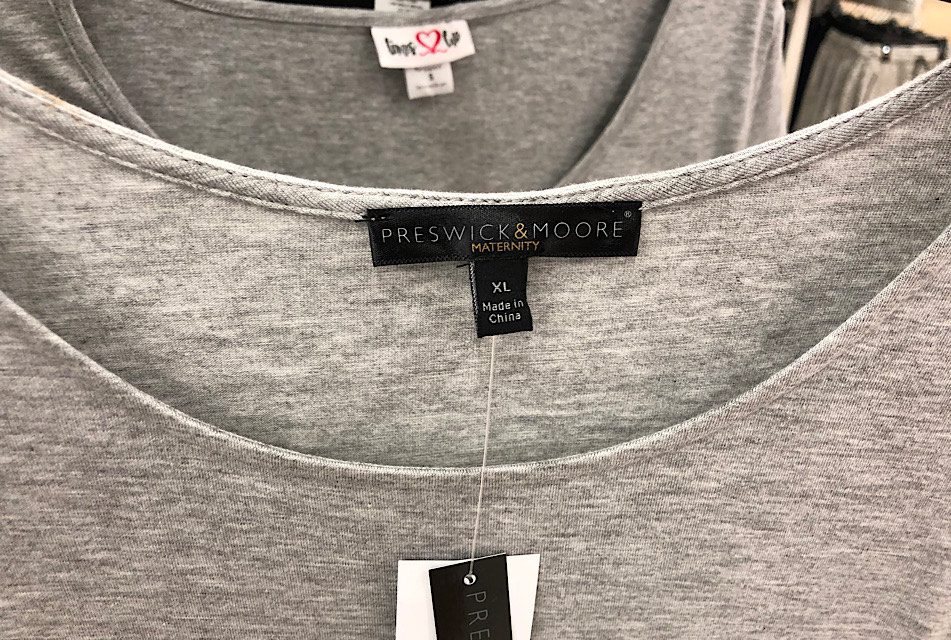 PRESWICK&MOORE®
MATERNITY
XL
Made in
China
PRE